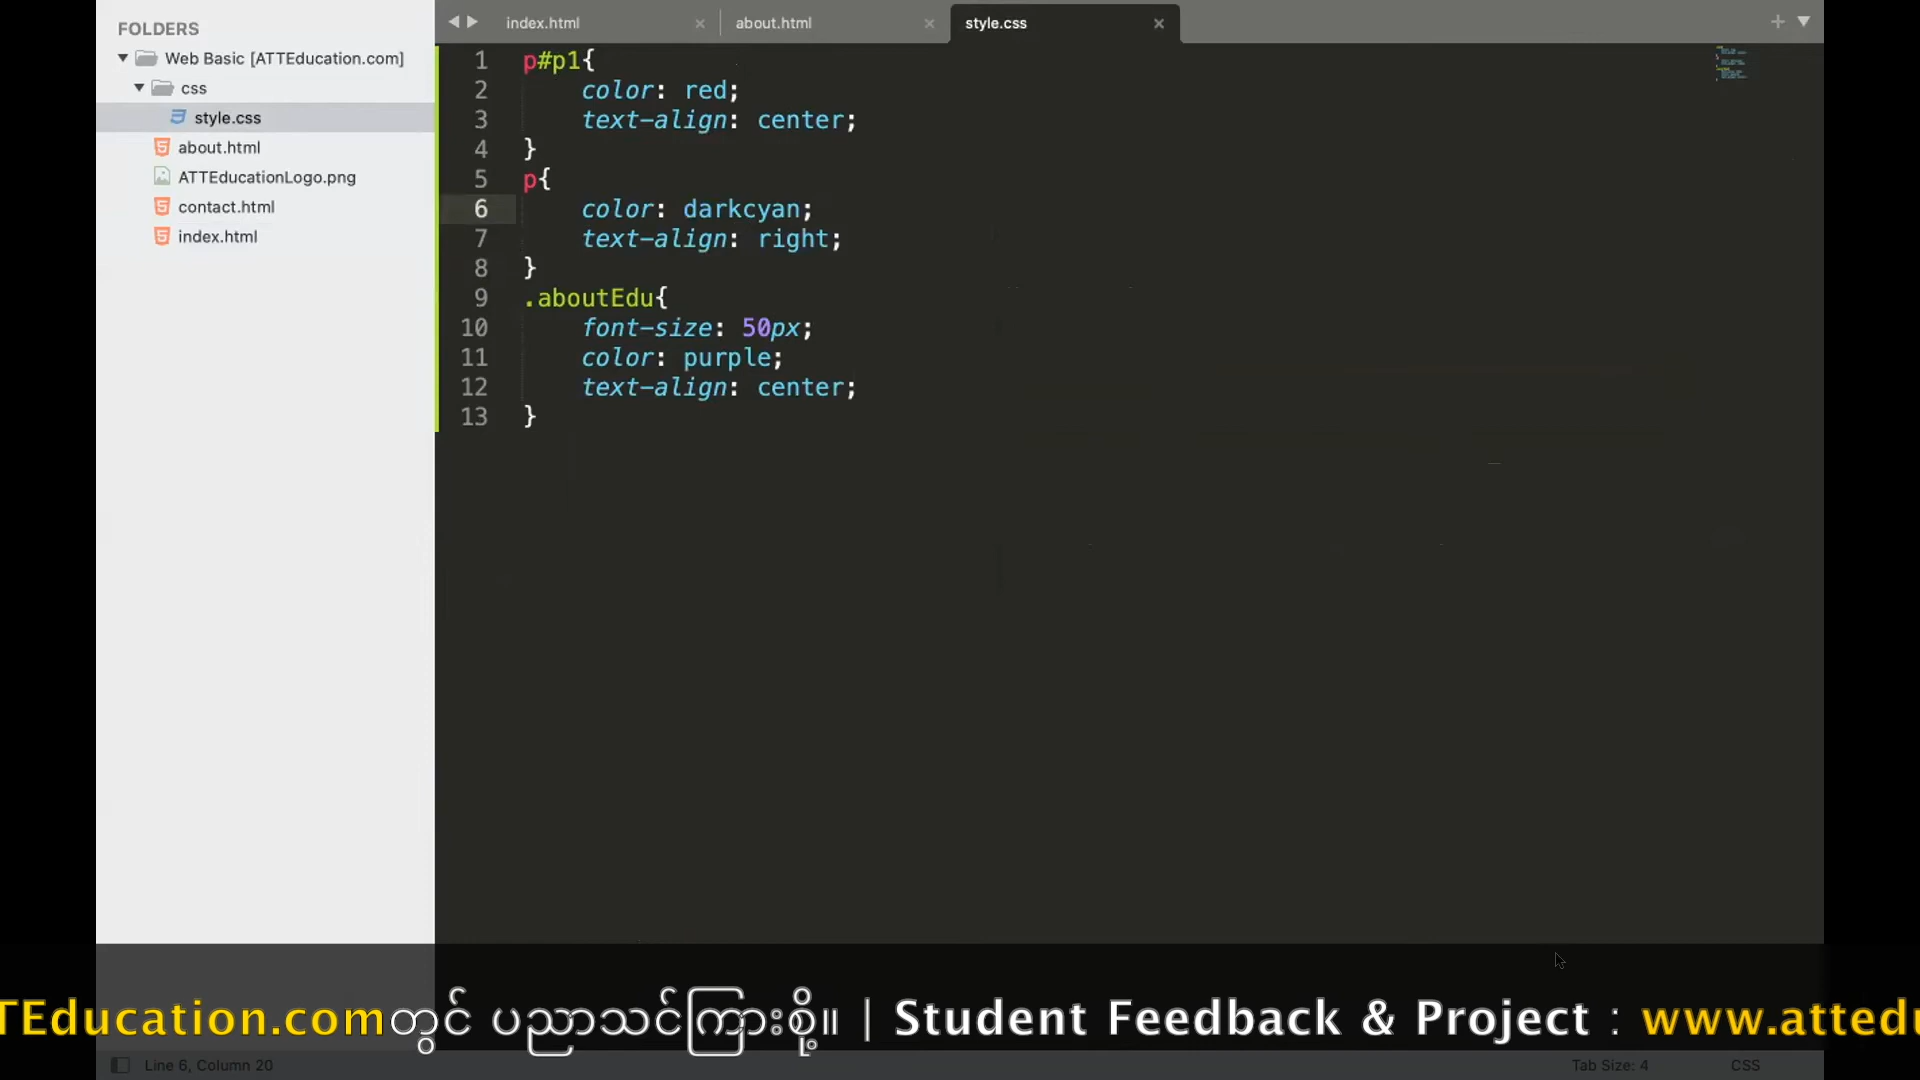 FOLDERS
Web Basic [ATTEducation.com]
css
style.css
about.html
ATTEducationLogo.png
contact.html
index.html
index.html × about.html × style.css ×
1 p#p1{
2 color: red;
3 text-align: center;
4 }
5 p{
6 color: darkcyan;
7 text-align: right;
8 }
9 .aboutEdu{
10 font-size: 50px;
11 color: purple;
12 text-align: center;
13 }
TEducation.comတွင် ပညာသင်ကြားစို့။ | Student Feedback & Project : www.attedu
Line 6, Column 20 Tab Size: 4 CSS